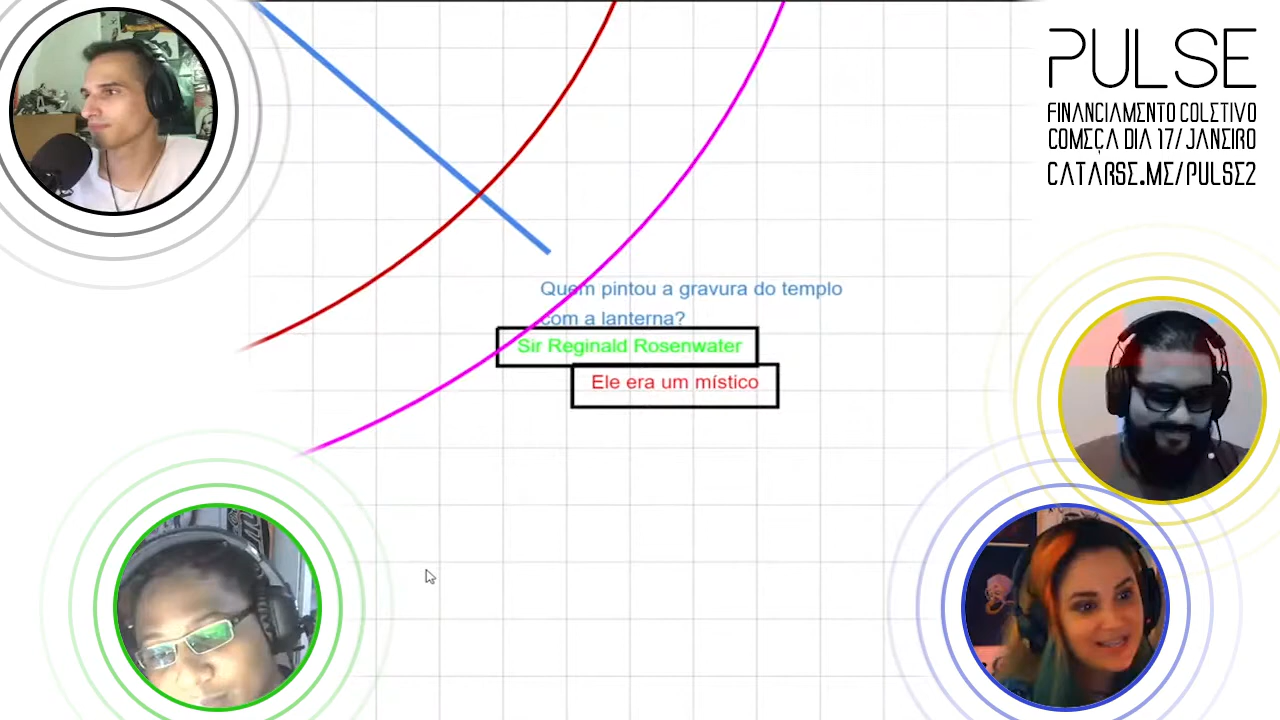 PULSE
FINANCIAMENTO COLETIVO
COMEÇA DIA 17/JANEIRO
CATARSE.ME/PULSE2
Quem pintou a gravura do templo
com a lanterna?
Sir Reginald Rosenwater
Ele era um místico